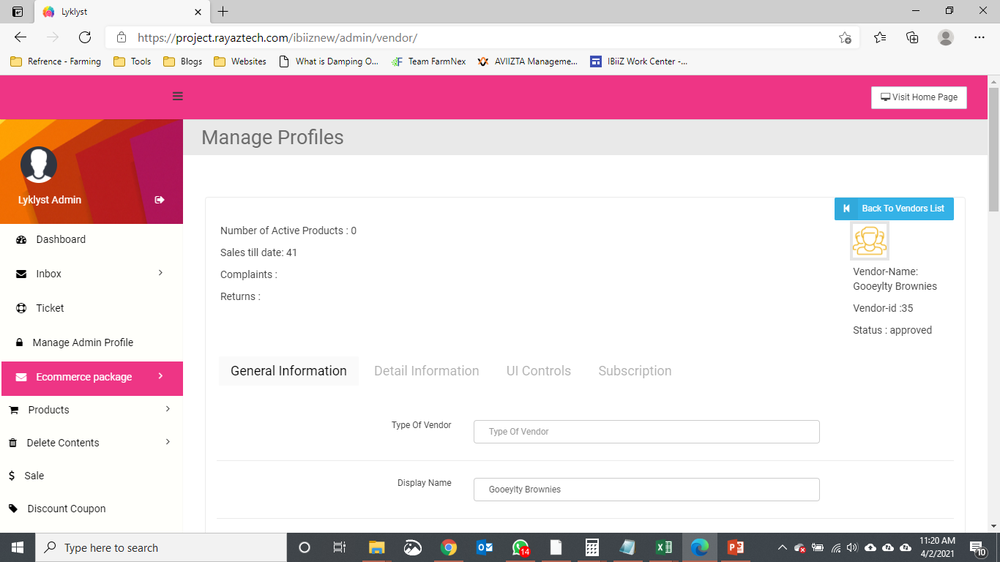 Lyklyst
https://project.rayaztech.com/ibiiznew/admin/vendor/
Refrence - Farming
Tools
Blogs
Websites
What is Damping O...
Team FarmNex
AVIIZTA Manageme...
IBiiZ Work Center -...
Visit Home Page
Manage Profiles
Lyklyst Admin
Back To Vendors List
Number of Active Products : 0
Sales till date: 41
Complaints :
Returns :
Vendor-Name:
Gooeylty Brownies
Vendor-id :35
Status : approved
Dashboard
Inbox
Ticket
Manage Admin Profile
Ecommerce package
Products
Delete Contents
$ Sale
Discount Coupon
General Information
Detail Information
UI Controls
Subscription
Type Of Vendor
Type Of Vendor
Display Name
Gooeylty Brownies
Type here to search
14
11:20 AM
4/2/2021
10